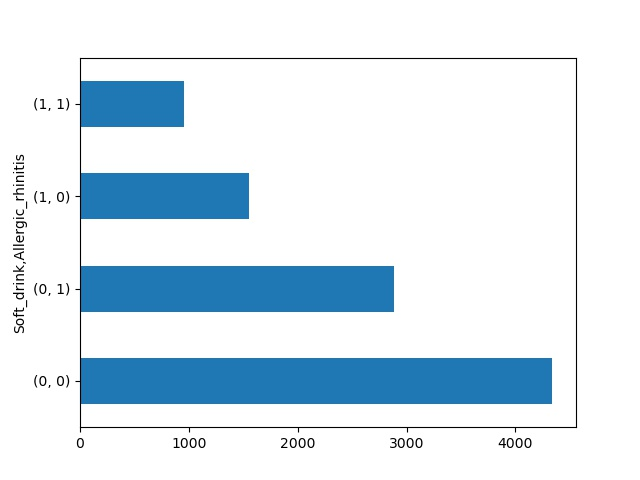 Soft_drink,Allergic_rhinitis
(1, 1)
(1, 0)
(0, 1)
(0, 0)
0 1000 2000 3000 4000